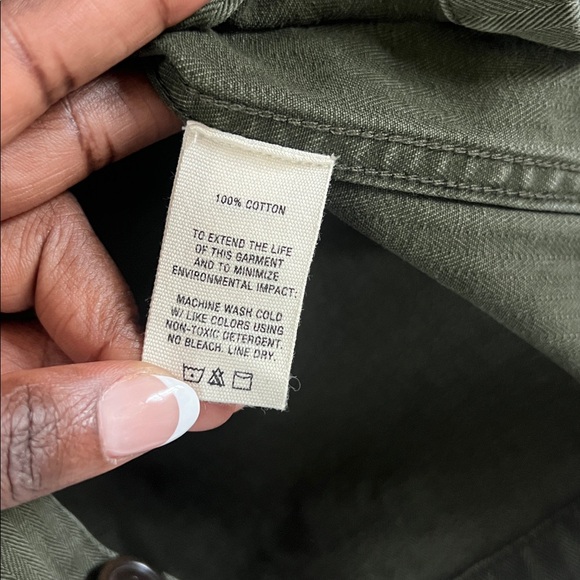 100% COTTON
TO EXTEND THE LIFE
OF THIS GARMENT
AND TO MINIMIZE
ENVIRONMENTAL IMPACT:
MACHINE WASH COLD
W/ LIKE COLORS USING
NON-TOXIC DETERGENT.
NO BLEACH. LINE DRY.